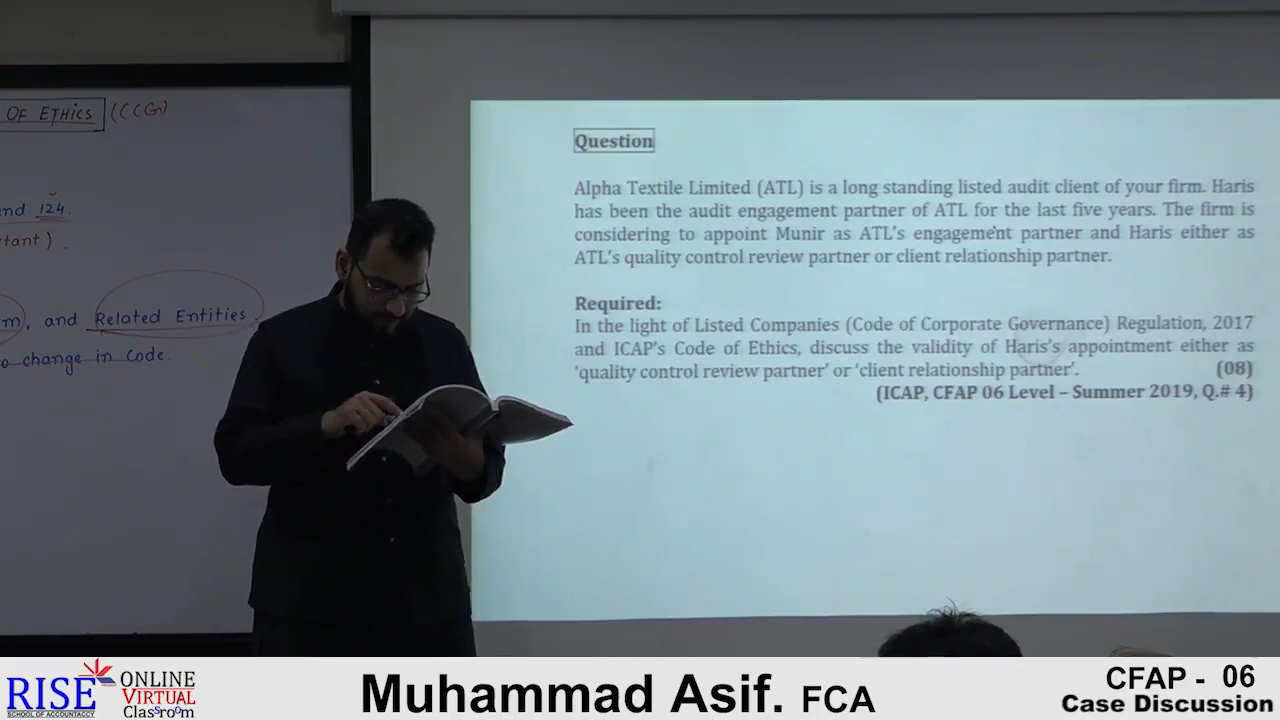 OF ETHICS (CCGV)
and 124.
tant).
m, and Related Entities.
o change in Code.
Question
Alpha Textile Limited (ATL) is a long standing listed audit client of your firm. Haris
has been the audit engagement partner of ATL for the last five years. The firm is
considering to appoint Munir as ATL's engagement partner and Haris either as
ATL's quality control review partner or client relationship partner.
Required:
In the light of Listed Companies (Code of Corporate Governance) Regulation, 2017
and ICAP's Code of Ethics, discuss the validity of Haris's appointment either as
'quality control review partner' or 'client relationship partner'. (08)
(ICAP, CFAP 06 Level – Summer 2019, Q.# 4)
RISE
SCHOOL OF ACCOUNTANCY
ONLINE
VIRTUAL
Classroom
Muhammad Asif. FCA
CFAP - 06
Case Discussion